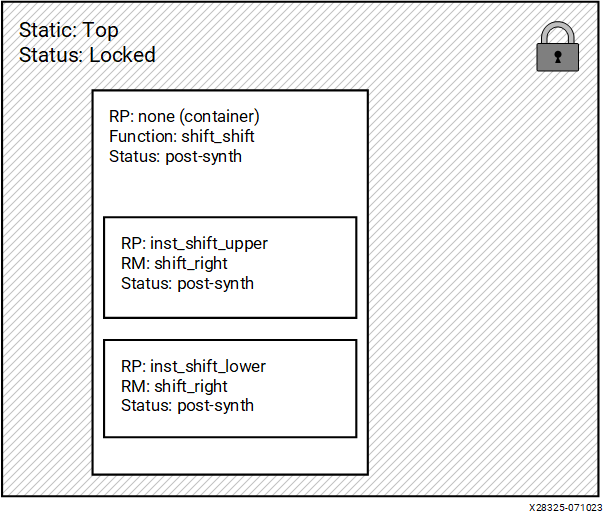 Static: Top
Status: Locked
RP: none (container)
Function: shift_shift
Status: post-synth
RP: inst_shift_upper
RM: shift_right
Status: post-synth
RP: inst_shift_lower
RM: shift_right
Status: post-synth
X28325-071023